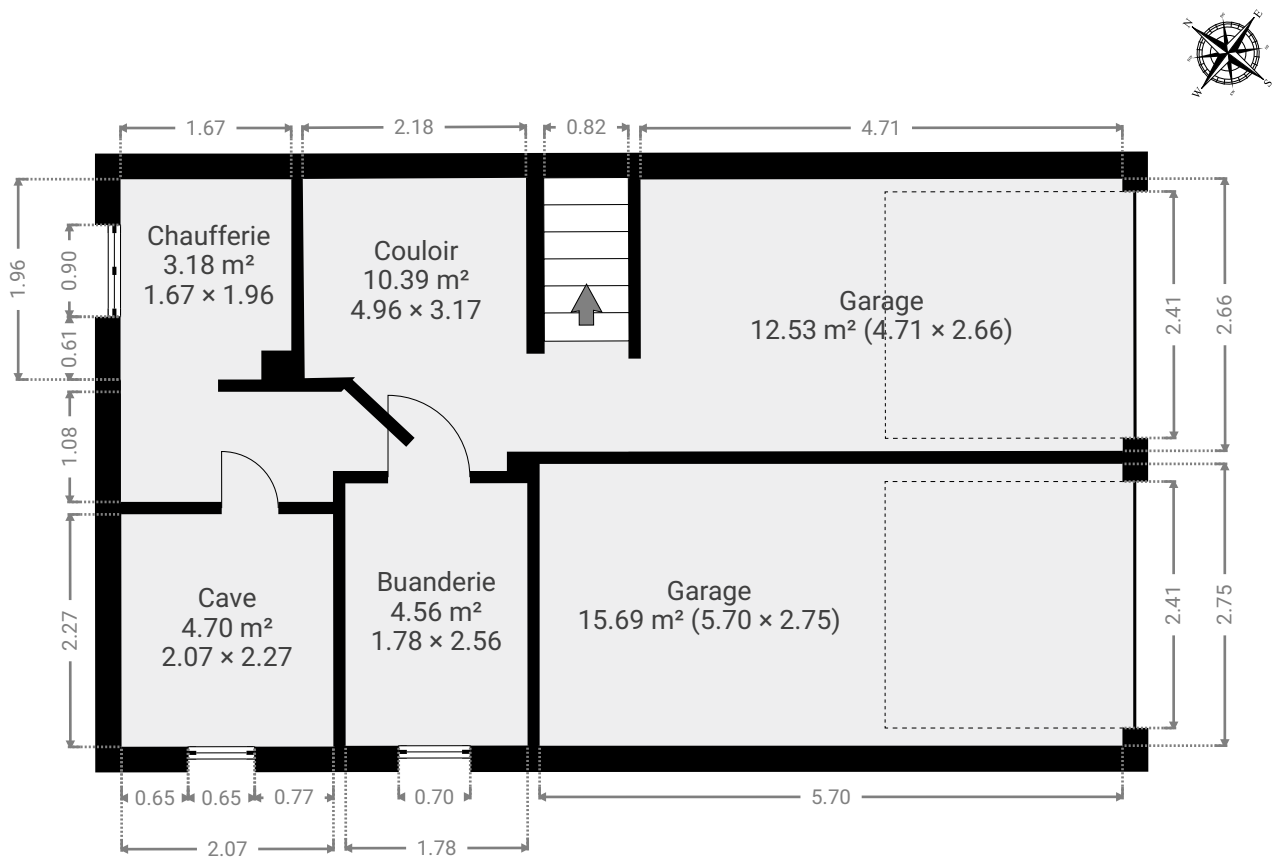 N
E
S
W
1.67
2.18
0.82
4.71
1.96
0.90
0.61
1.08
2.27
Chaufferie
3.18 m²
1.67 × 1.96
Couloir
10.39 m²
4.96 × 3.17
Garage
12.53 m² (4.71 × 2.66)
2.41
2.66
Cave
4.70 m²
2.07 × 2.27
Buanderie
4.56 m²
1.78 × 2.56
Garage
15.69 m² (5.70 × 2.75)
2.41
2.75
0.65
0.65
0.77
0.70
5.70
2.07
1.78